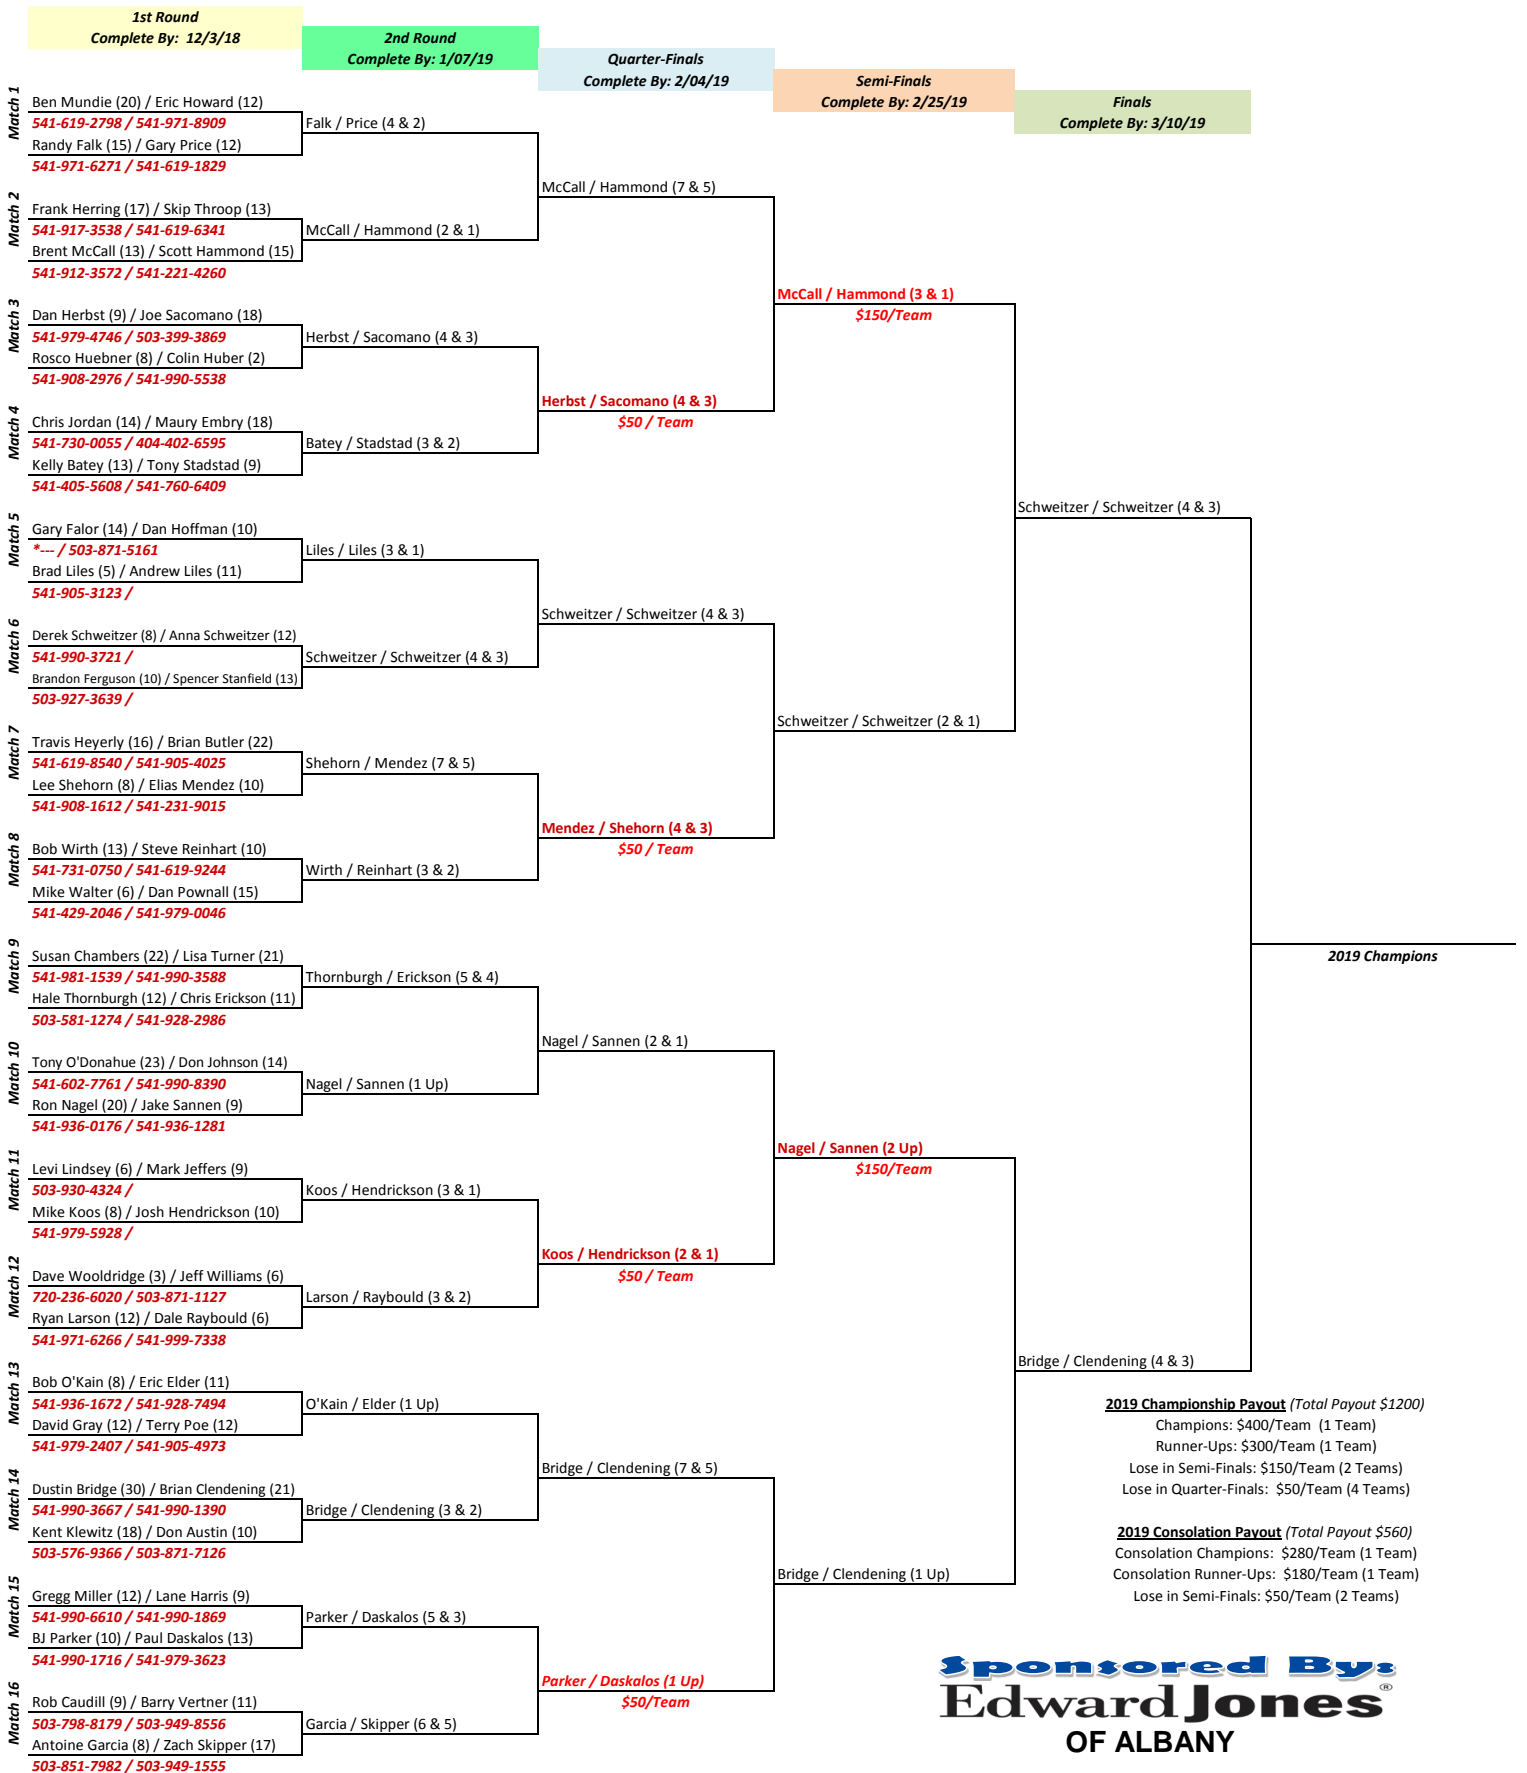 1st Round
Complete By: 12/3/18
2nd Round
Complete By: 1/07/19
Quarter-Finals
Complete By: 2/04/19
Semi-Finals
Complete By: 2/25/19
Finals
Complete By: 3/10/19
Match 1
Ben Mundie (20) / Eric Howard (12)
541-619-2798 / 541-971-8909
Randy Falk (15) / Gary Price (12)
541-971-6271 / 541-619-1829
Match 2
Frank Herring (17) / Skip Throop (13)
541-917-3538 / 541-619-6341
Brent McCall (13) / Scott Hammond (15)
541-912-3572 / 541-221-4260
Match 3
Dan Herbst (9) / Joe Sacomano (18)
541-979-4746 / 503-399-3869
Rosco Huebner (8) / Colin Huber (2)
541-908-2976 / 541-990-5538
Match 4
Chris Jordan (14) / Maury Embry (18)
541-730-0055 / 404-402-6595
Kelly Batey (13) / Tony Stadstad (9)
541-405-5608 / 541-760-6409
Match 5
Gary Falor (14) / Dan Hoffman (10)
*--- / 503-871-5161
Brad Liles (5) / Andrew Liles (11)
541-905-3123 /
Match 6
Derek Schweitzer (8) / Anna Schweitzer (12)
541-990-3721 /
Brandon Ferguson (10) / Spencer Stanfield (13)
503-927-3639 /
Match 7
Travis Heyerly (16) / Brian Butler (22)
541-619-8540 / 541-905-4025
Lee Shehorn (8) / Elias Mendez (10)
541-908-1612 / 541-231-9015
Match 8
Bob Wirth (13) / Steve Reinhart (10)
541-731-0750 / 541-619-9244
Mike Walter (6) / Dan Pownall (15)
541-429-2046 / 541-979-0046
Match 9
Susan Chambers (22) / Lisa Turner (21)
541-981-1539 / 541-990-3588
Hale Thornburgh (12) / Chris Erickson (11)
503-581-1274 / 541-928-2986
Match 10
Tony O'Donahue (23) / Don Johnson (14)
541-602-7761 / 541-990-8390
Ron Nagel (20) / Jake Sannen (9)
541-936-0176 / 541-936-1281
Match 11
Levi Lindsey (6) / Mark Jeffers (9)
503-930-4324 /
Mike Koos (8) / Josh Hendrickson (10)
541-979-5928 /
Match 12
Dave Wooldridge (3) / Jeff Williams (6)
720-236-6020 / 503-871-1127
Ryan Larson (12) / Dale Raybould (6)
541-971-6266 / 541-999-7338
Match 13
Bob O'Kain (8) / Eric Elder (11)
541-936-1672 / 541-928-7494
David Gray (12) / Terry Poe (12)
541-979-2407 / 541-905-4973
Match 14
Dustin Bridge (30) / Brian Clendening (21)
541-990-3667 / 541-990-1390
Kent Klewitz (18) / Don Austin (10)
503-576-9366 / 503-871-7126
Match 15
Gregg Miller (12) / Lane Harris (9)
541-990-6610 / 541-990-1869
BJ Parker (10) / Paul Daskalos (13)
541-990-1716 / 541-979-3623
Match 16
Rob Caudill (9) / Barry Vertner (11)
503-798-8179 / 503-949-8556
Antoine Garcia (8) / Zach Skipper (17)
503-851-7982 / 503-949-1555
Falk / Price (4 & 2)
McCall / Hammond (2 & 1)
Herbst / Sacomano (4 & 3)
Batey / Stadstad (3 & 2)
Liles / Liles (3 & 1)
Schweitzer / Schweitzer (4 & 3)
Shehorn / Mendez (7 & 5)
Wirth / Reinhart (3 & 2)
Thornburgh / Erickson (5 & 4)
Nagel / Sannen (1 Up)
Koos / Hendrickson (3 & 1)
Larson / Raybould (3 & 2)
O'Kain / Elder (1 Up)
Bridge / Clendening (3 & 2)
Parker / Daskalos (5 & 3)
Garcia / Skipper (6 & 5)
McCall / Hammond (7 & 5)
Herbst / Sacomano (4 & 3)
$50 / Team
Schweitzer / Schweitzer (4 & 3)
Mendez / Shehorn (4 & 3)
$50 / Team
Nagel / Sannen (2 & 1)
Koos / Hendrickson (2 & 1)
$50 / Team
Bridge / Clendening (7 & 5)
Parker / Daskalos (1 Up)
$50/Team
McCall / Hammond (3 & 1)
$150/Team
Schweitzer / Schweitzer (2 & 1)
Nagel / Sannen (2 Up)
$150/Team
Bridge / Clendening (1 Up)
Schweitzer / Schweitzer (4 & 3)
Bridge / Clendening (4 & 3)
2019 Champions
2019 Championship Payout (Total Payout $1200)
Champions: $400/Team (1 Team)
Runner-Ups: $300/Team (1 Team)
Lose in Semi-Finals: $150/Team (2 Teams)
Lose in Quarter-Finals: $50/Team (4 Teams)
2019 Consolation Payout (Total Payout $560)
Consolation Champions: $280/Team (1 Team)
Consolation Runner-Ups: $180/Team (1 Team)
Lose in Semi-Finals: $50/Team (2 Teams)
Sponsored By:
Edward Jones®
OF ALBANY